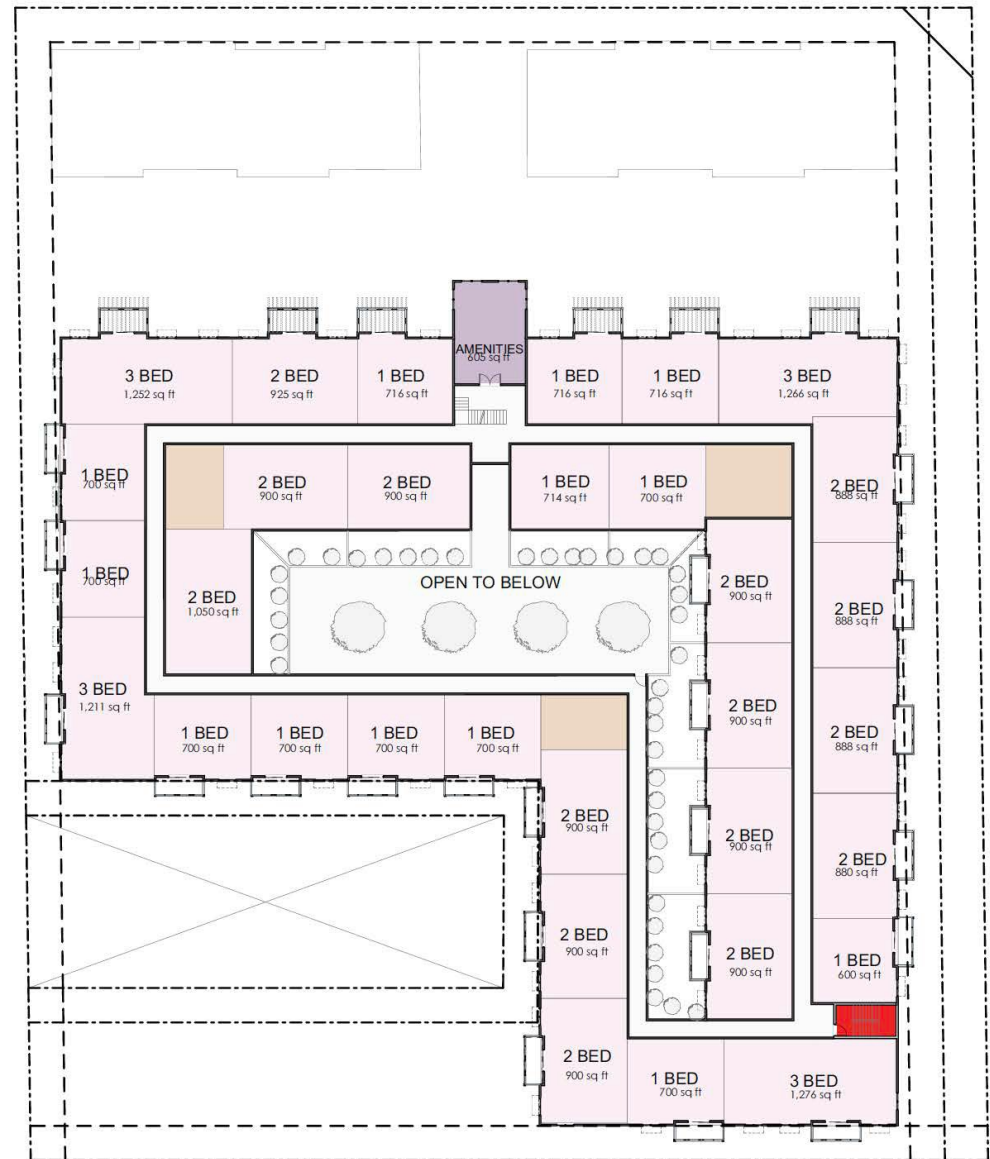 3 BED
1,252 sq ft
2 BED
925 sq ft
1 BED
716 sq ft
AMENITIES
605 sq ft
1 BED
716 sq ft
1 BED
716 sq ft
3 BED
1,266 sq ft
1 BED
700 sq ft
2 BED
900 sq ft
2 BED
900 sq ft
1 BED
714 sq ft
1 BED
700 sq ft
2 BED
888 sq ft
1 BED
700 sq ft
2 BED
1,050 sq ft
OPEN TO BELOW
2 BED
900 sq ft
2 BED
888 sq ft
3 BED
1,211 sq ft
2 BED
900 sq ft
2 BED
888 sq ft
1 BED
700 sq ft
1 BED
700 sq ft
1 BED
700 sq ft
1 BED
700 sq ft
2 BED
900 sq ft
2 BED
900 sq ft
2 BED
880 sq ft
2 BED
900 sq ft
2 BED
900 sq ft
1 BED
600 sq ft
2 BED
900 sq ft
1 BED
700 sq ft
3 BED
1,276 sq ft